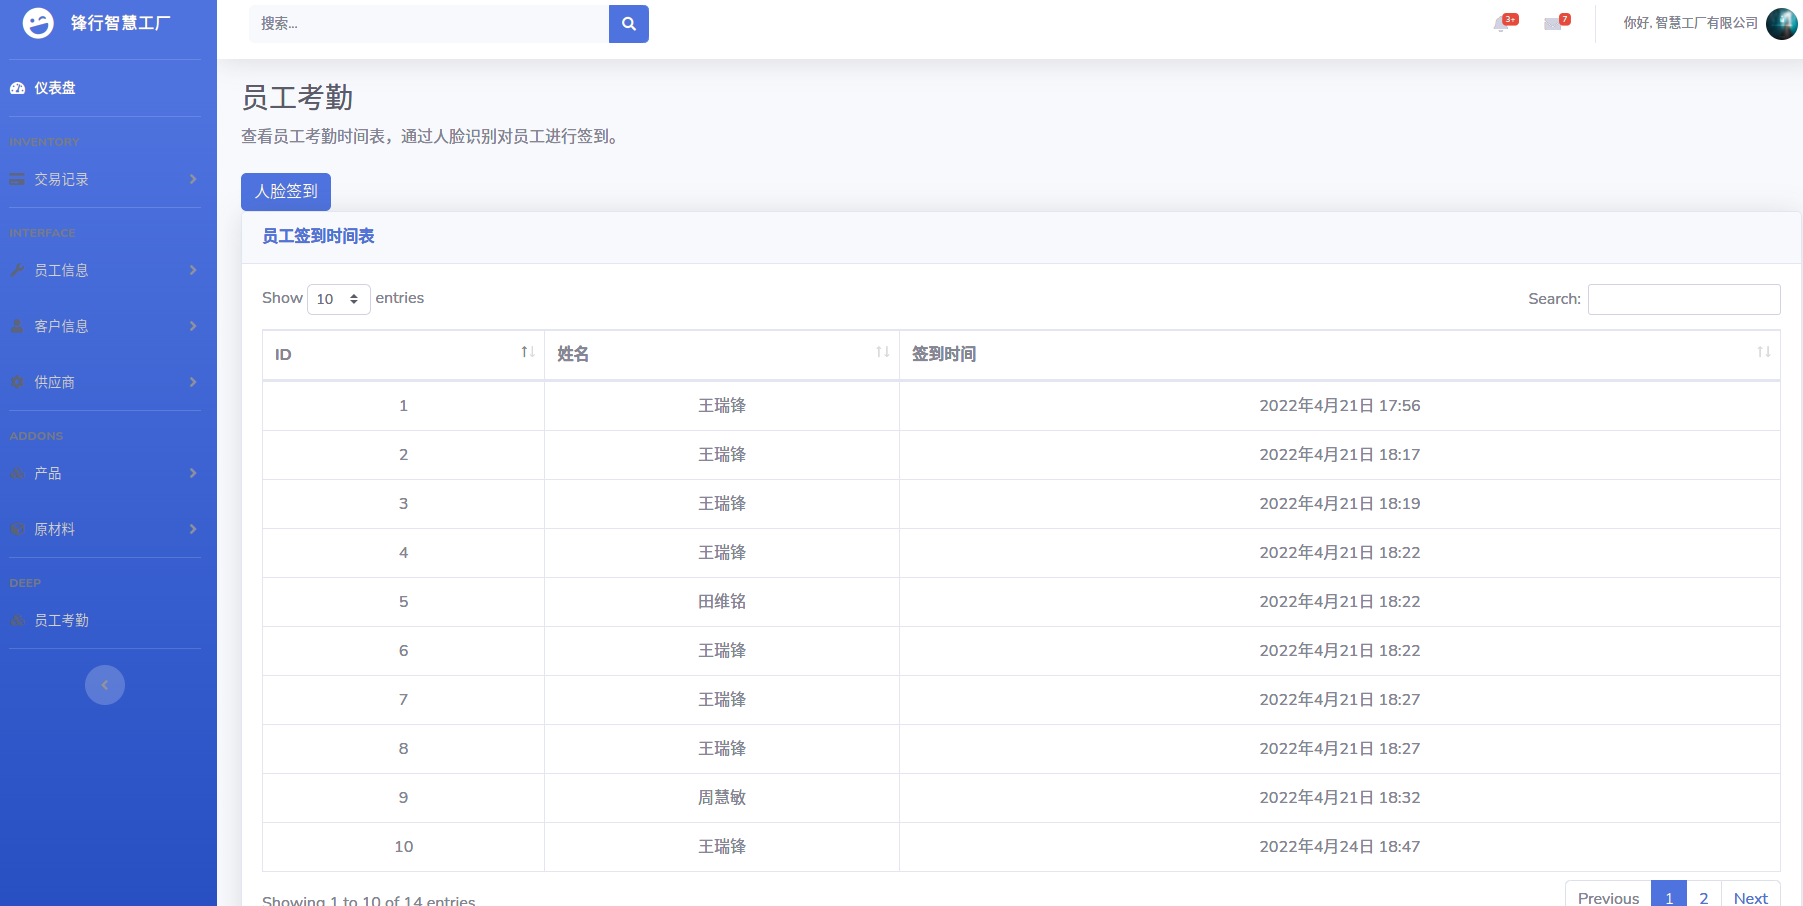 锋行智慧工厂
仪表盘
INVENTORY
交易记录
INTERFACE
员工信息
客户信息
供应商
ADDONS
产品
原材料
DEEP
员工考勤
搜索...
3+
7
你好, 智慧工厂有限公司
员工考勤
查看员工考勤时间表，通过人脸识别对员工进行签到。
人脸签到
员工签到时间表
Show 10 entries
Search:
ID 姓名 签到时间
1 王瑞锋 2022年4月21日 17:56
2 王瑞锋 2022年4月21日 18:17
3 王瑞锋 2022年4月21日 18:19
4 王瑞锋 2022年4月21日 18:22
5 田维铭 2022年4月21日 18:22
6 王瑞锋 2022年4月21日 18:22
7 王瑞锋 2022年4月21日 18:27
8 王瑞锋 2022年4月21日 18:27
9 周慧敏 2022年4月21日 18:32
10 王瑞锋 2022年4月24日 18:47
Showing 1 to 10 of 14 entries
Previous 1 2 Next